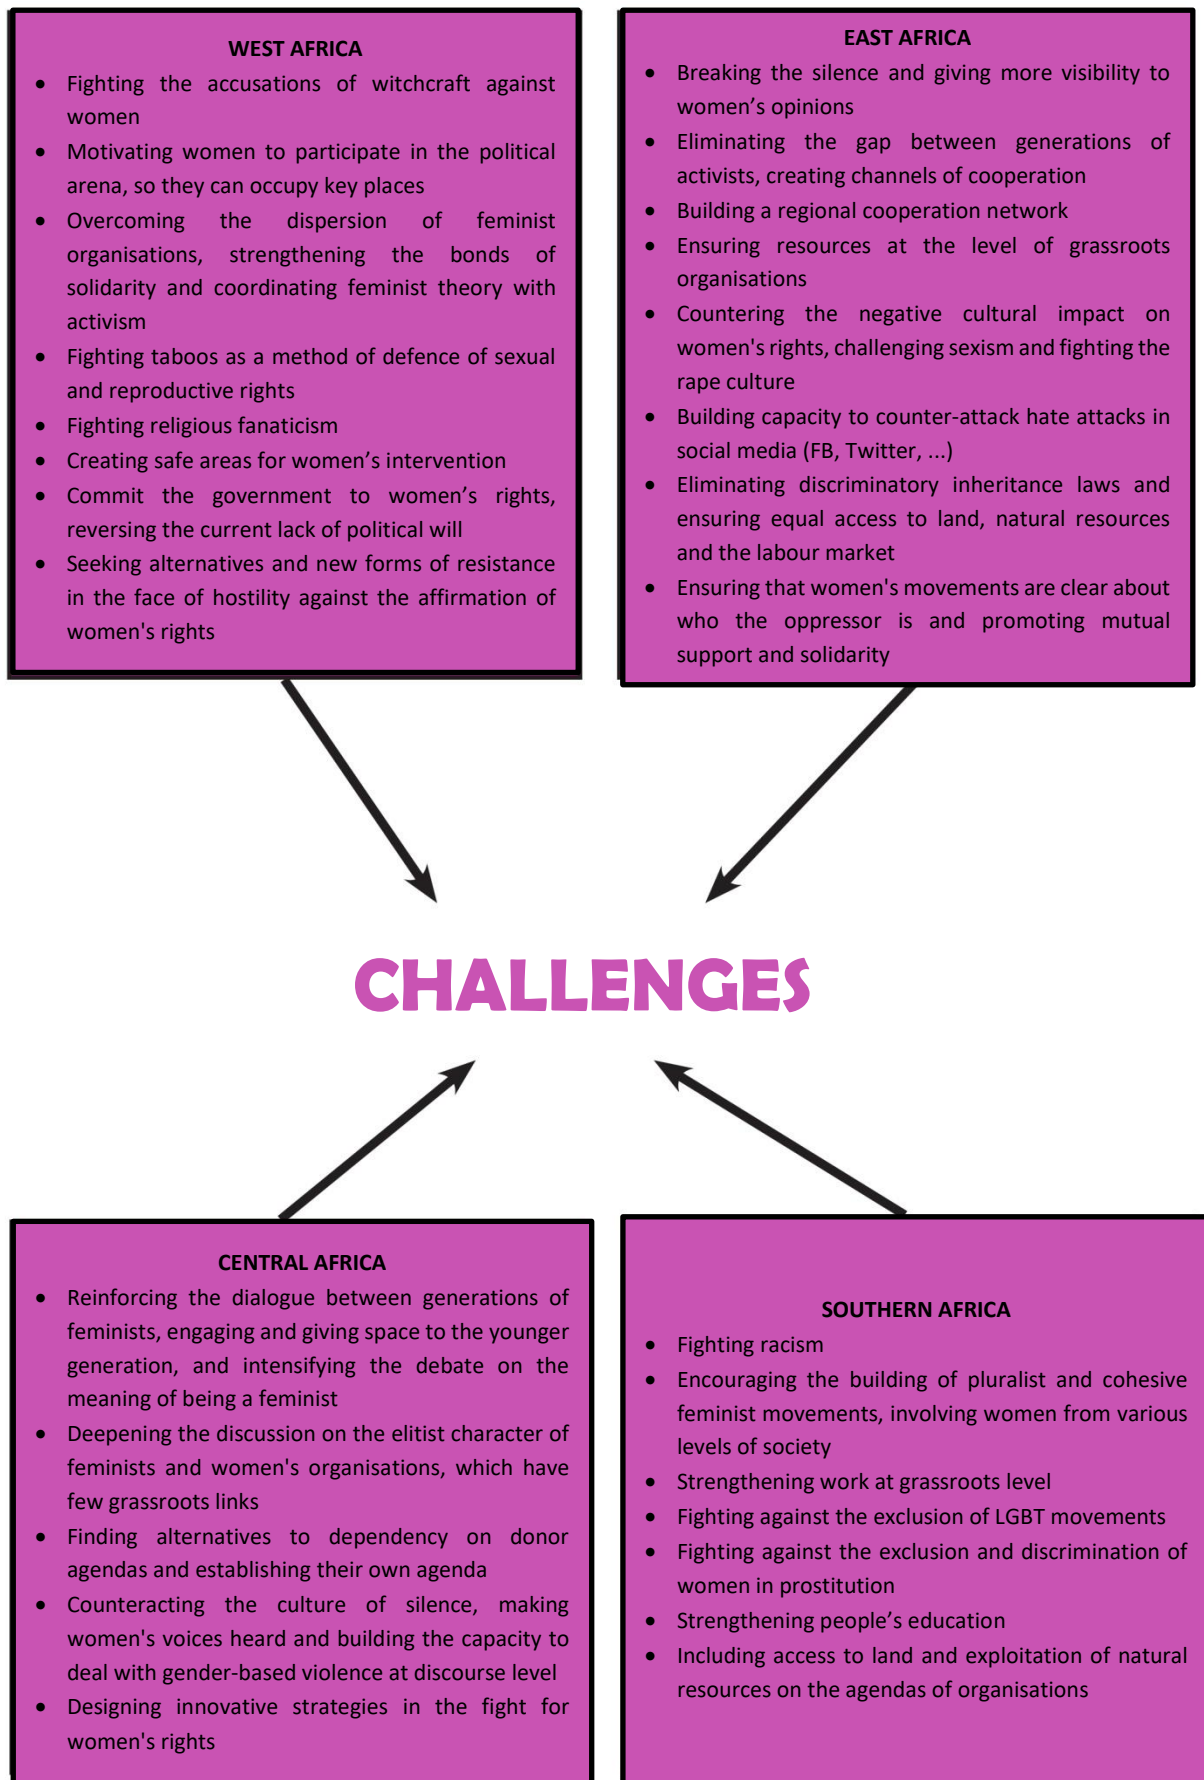 WEST AFRICA
• Fighting the accusations of witchcraft against
women
• Motivating women to participate in the political
arena, so they can occupy key places
• Overcoming the dispersion of feminist
organisations, strengthening the bonds of
solidarity and coordinating feminist theory with
activism
• Fighting taboos as a method of defence of sexual
and reproductive rights
• Fighting religious fanaticism
• Creating safe areas for women’s intervention
• Commit the government to women’s rights,
reversing the current lack of political will
• Seeking alternatives and new forms of resistance
in the face of hostility against the affirmation of
women's rights
EAST AFRICA
• Breaking the silence and giving more visibility to
women’s opinions
• Eliminating the gap between generations of
activists, creating channels of cooperation
• Building a regional cooperation network
• Ensuring resources at the level of grassroots
organisations
• Countering the negative cultural impact on
women's rights, challenging sexism and fighting the
rape culture
• Building capacity to counter-attack hate attacks in
social media (FB, Twitter, ...)
• Eliminating discriminatory inheritance laws and
ensuring equal access to land, natural resources
and the labour market
• Ensuring that women's movements are clear about
who the oppressor is and promoting mutual
support and solidarity
CHALLENGES
CENTRAL AFRICA
• Reinforcing the dialogue between generations of
feminists, engaging and giving space to the younger
generation, and intensifying the debate on the
meaning of being a feminist
• Deepening the discussion on the elitist character of
feminists and women's organisations, which have
few grassroots links
• Finding alternatives to dependency on donor
agendas and establishing their own agenda
• Counteracting the culture of silence, making
women's voices heard and building the capacity to
deal with gender-based violence at discourse level
• Designing innovative strategies in the fight for
women's rights
SOUTHERN AFRICA
• Fighting racism
• Encouraging the building of pluralist and cohesive
feminist movements, involving women from various
levels of society
• Strengthening work at grassroots level
• Fighting against the exclusion of LGBT movements
• Fighting against the exclusion and discrimination of
women in prostitution
• Strengthening people’s education
• Including access to land and exploitation of natural
resources on the agendas of organisations